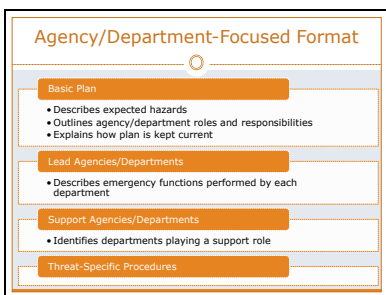 Agency/Department-Focused Format
Basic Plan
• Describes expected hazards
• Outlines agency/department roles and responsibilities
• Explains how plan is kept current
Lead Agencies/Departments
• Describes emergency functions performed by each
department
Support Agencies/Departments
• Identifies departments playing a support role
Threat-Specific Procedures